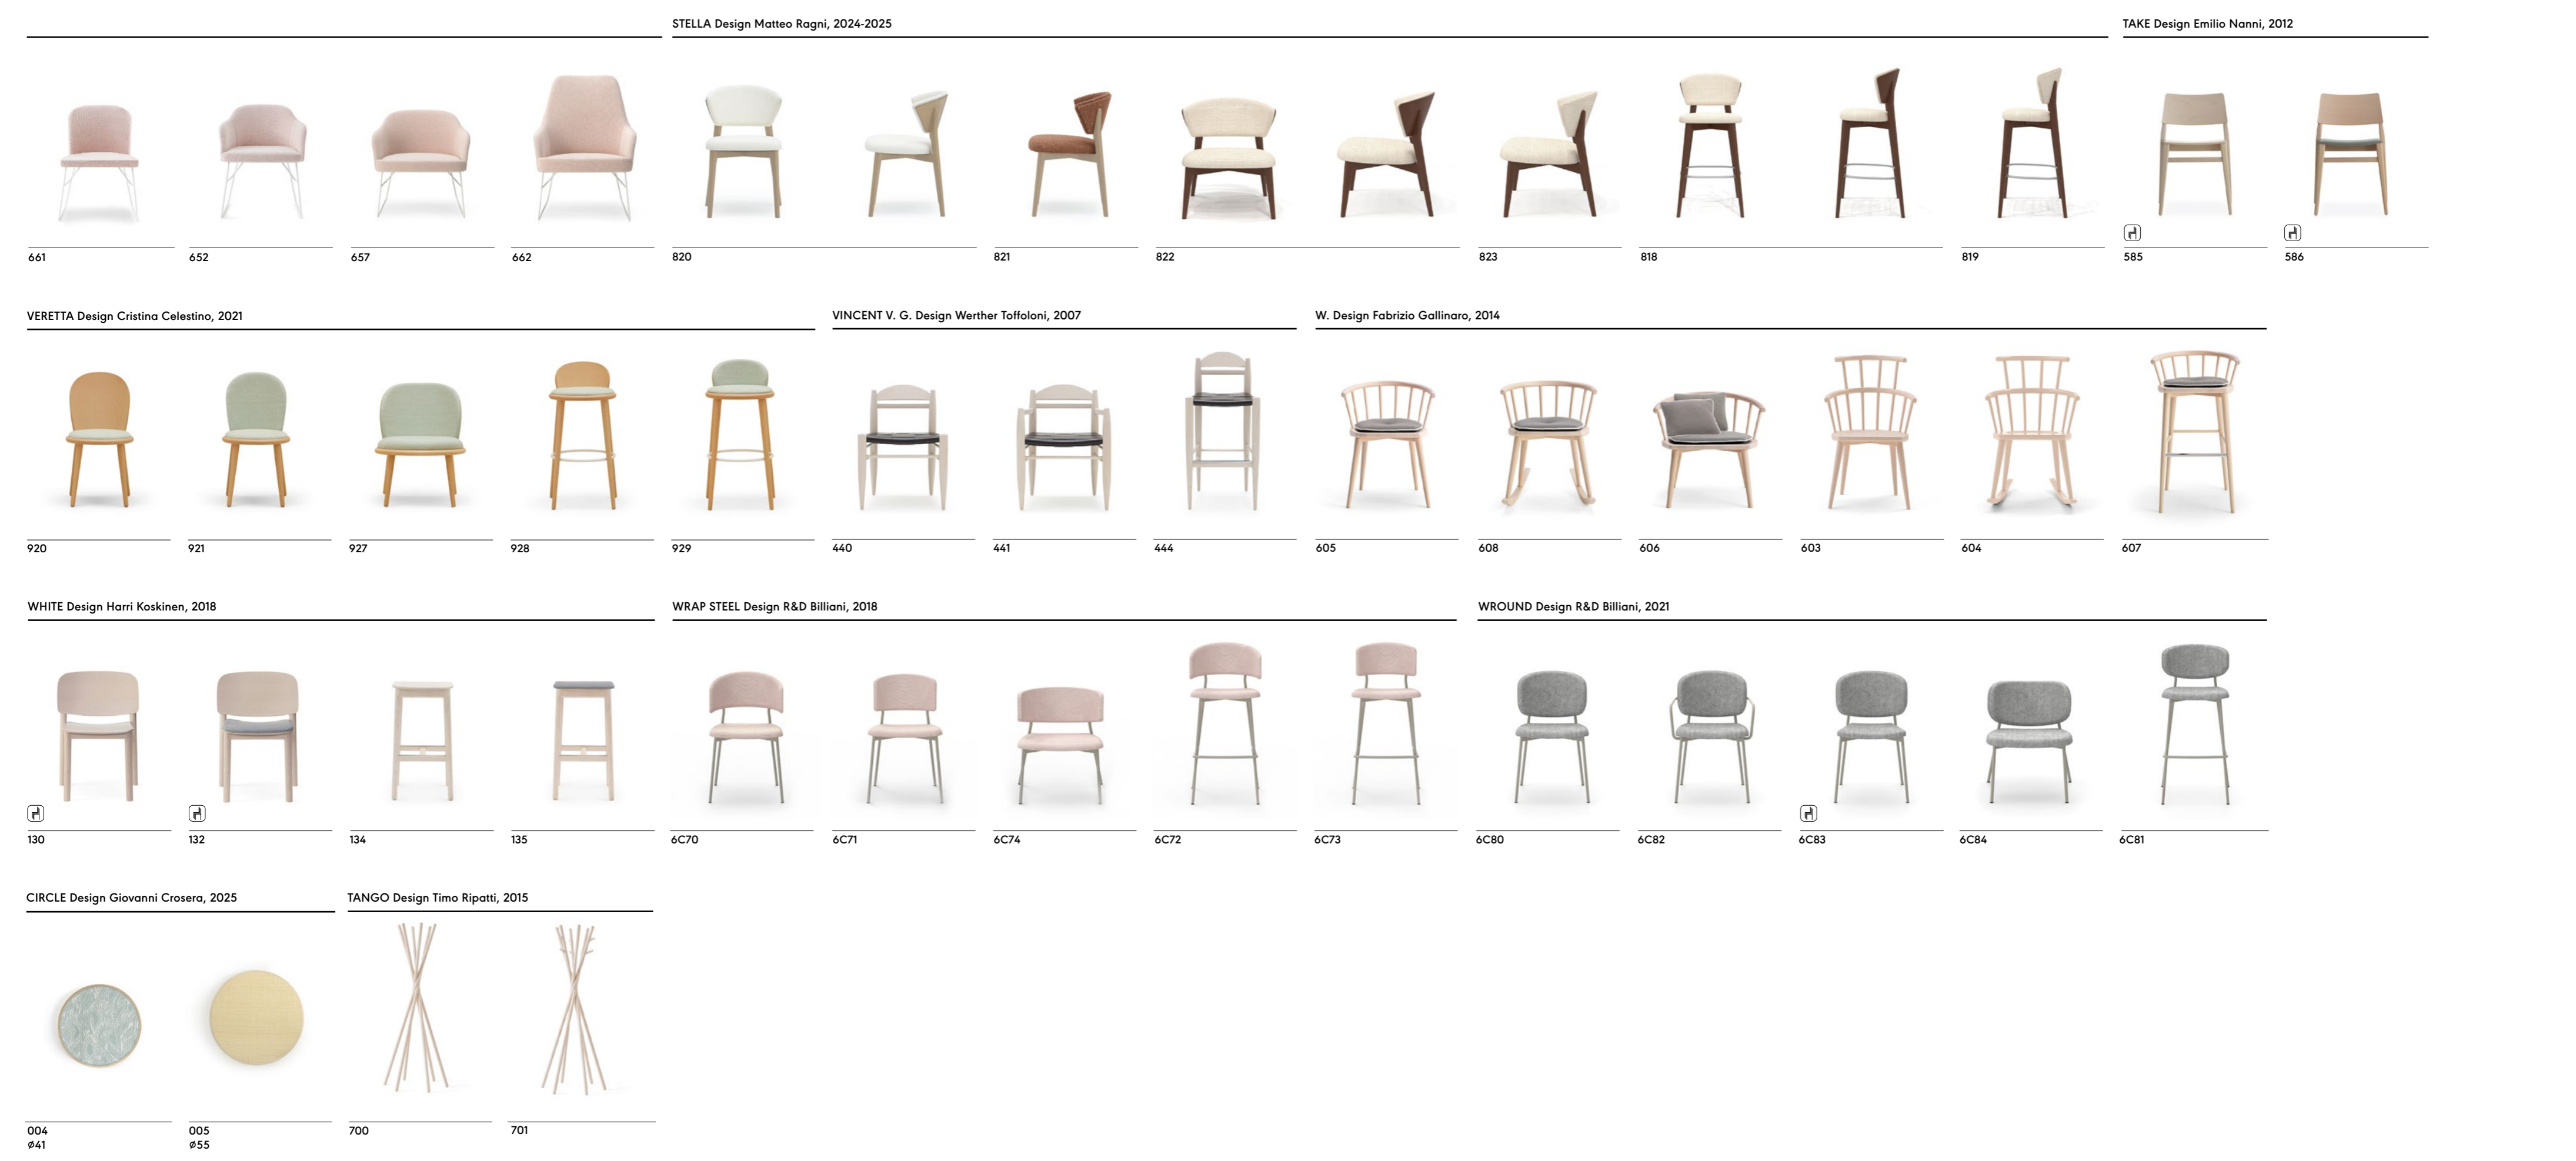 STELLA Design Matteo Ragni, 2024-2025
TAKE Design Emilio Nanni, 2012
661
652
657
662
820
821
822
823
818
819
585
586
VERETTA Design Cristina Celestino, 2021
VINCENT V. G. Design Werther Toffoloni, 2007
W. Design Fabrizio Gallinaro, 2014
920
921
927
928
929
440
441
444
605
608
606
603
604
607
WHITE Design Harri Koskinen, 2018
WRAP STEEL Design R&D Billiani, 2018
WROUND Design R&D Billiani, 2021
130
132
134
135
6C70
6C71
6C74
6C72
6C73
6C80
6C82
6C83
6C84
6C81
CIRCLE Design Giovanni Crosera, 2025
TANGO Design Timo Ripatti, 2015
004
ø41
005
ø55
700
701